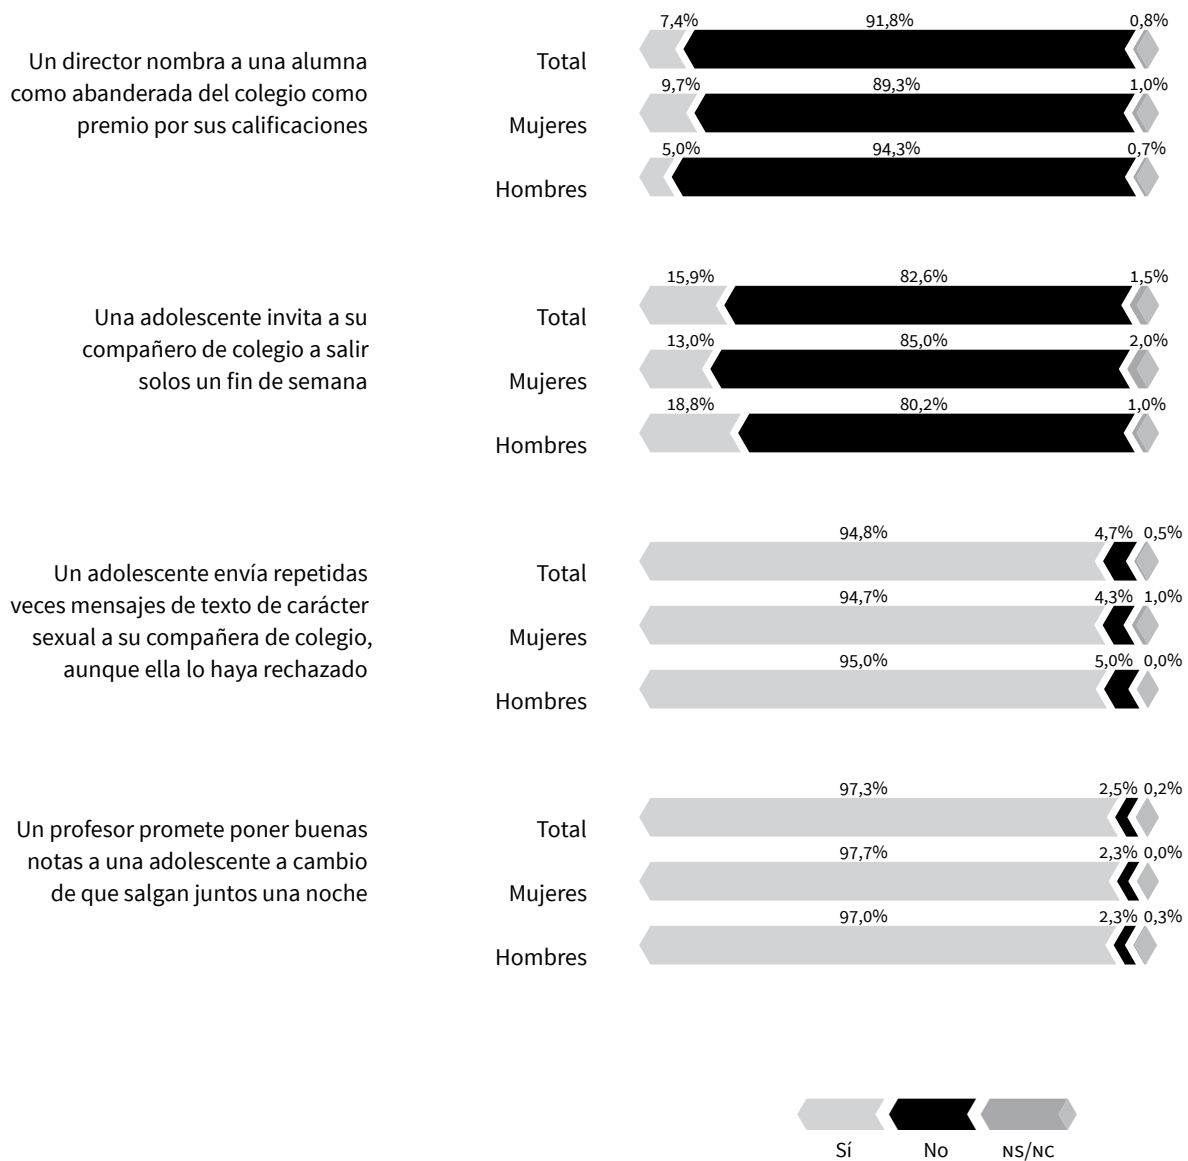 7,4% 91,8% 0,8%
Un director nombra a una alumna
como abanderada del colegio como
premio por sus calificaciones
Total
9,7% 89,3% 1,0%
Mujeres
5,0% 94,3% 0,7%
Hombres
15,9% 82,6% 1,5%
Una adolescente invita a su
compañero de colegio a salir
solos un fin de semana
Total
13,0% 85,0% 2,0%
Mujeres
18,8% 80,2% 1,0%
Hombres
94,8% 4,7% 0,5%
Un adolescente envía repetidas
veces mensajes de texto de carácter
sexual a su compañera de colegio,
aunque ella lo haya rechazado
Total
94,7% 4,3% 1,0%
Mujeres
95,0% 5,0% 0,0%
Hombres
97,3% 2,5% 0,2%
Un profesor promete poner buenas
notas a una adolescente a cambio
de que salgan juntos una noche
Total
97,7% 2,3% 0,0%
Mujeres
97,0% 2,3% 0,3%
Hombres
Sí No NS/NC